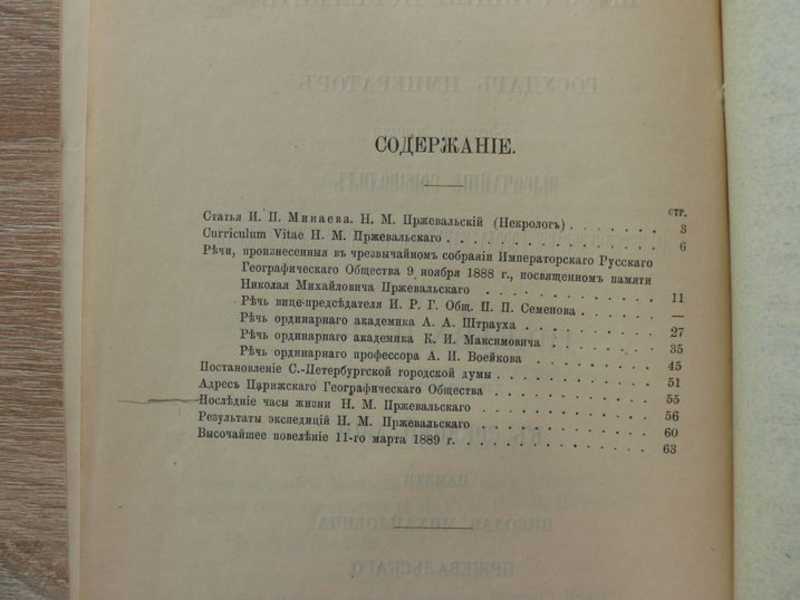 СОДЕРЖАНІЕ.
СТР.
Статья И. П. Минаева. Н. М. Пржевальскій (Некрологъ) . . . . . . 3
Curriculum Vitae Н. М. Пржевальскаго . . . . . . . . . . . . . . 6
Рѣчи, произнесенныя въ чрезвычайномъ собраніи Императорскаго Русскаго
Географическаго Общества 9 ноября 1888 г., посвященномъ памяти
Николая Михайловича Пржевальскаго . . . . . . . . . . . 11
Рѣчь вице-предсѣдателя И. Р. Г. Общ. П. П. Семенова . . . . . —
Рѣчь ординарнаго академика А. А. Штрауха . . . . . . . . . 27
Рѣчь ординарнаго академика К. И. Максимовича . . . . . . . 35
Рѣчь ординарнаго профессора А. И. Воейкова . . . . . . . . 45
Постановленіе С.-Петербургской городской думы . . . . . . . . . . 51
Адресъ Парижскаго Географическаго Общества . . . . . . . . . . . 55
Послѣдніе часы жизни Н. М. Пржевальскаго . . . . . . . . . . . . 56
Результаты экспедицій Н. М. Пржевальскаго . . . . . . . . . . . . 60
Высочайшее повелѣніе 11-го марта 1889 г. . . . . . . . . . . . . 63